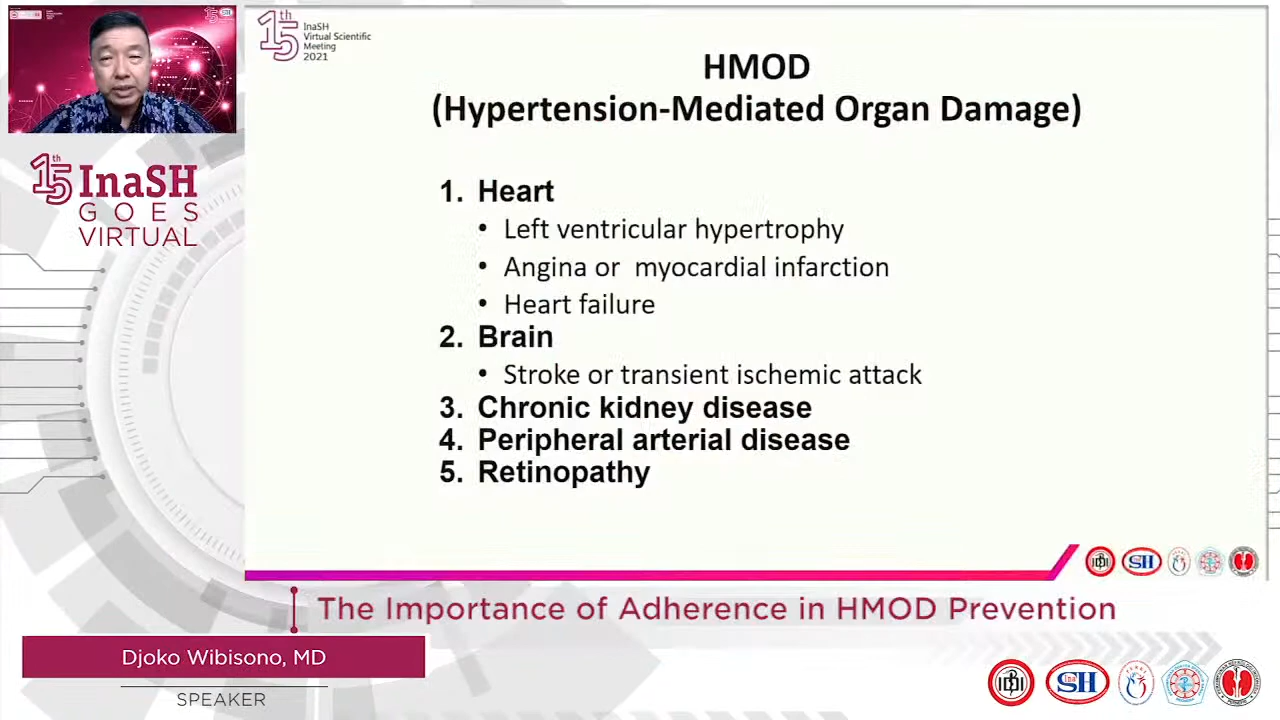 15th
InaSH
Virtual Scientific
Meeting
2021
HMOD
(Hypertension-Mediated Organ Damage)
1. Heart
• Left ventricular hypertrophy
• Angina or  myocardial infarction
• Heart failure
2. Brain
• Stroke or transient ischemic attack
3. Chronic kidney disease
4. Peripheral arterial disease
5. Retinopathy
15th InaSH
GOES
VIRTUAL
SH
The Importance of Adherence in HMOD Prevention
Djoko Wibisono, MD
SPEAKER
InaSH